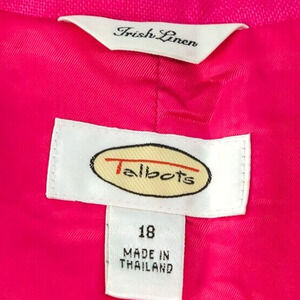 Irish Linen
Talbots
18
MADE IN
THAILAND